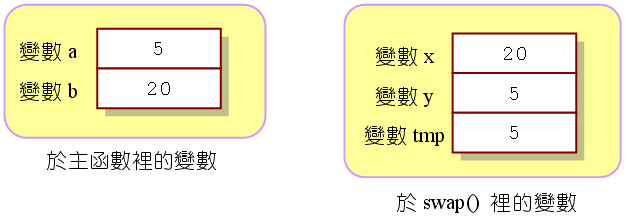 變數 a
5
變數 b
20
於主函數裡的變數
變數 x
20
變數 y
5
變數 tmp
5
於 swap() 裡的變數